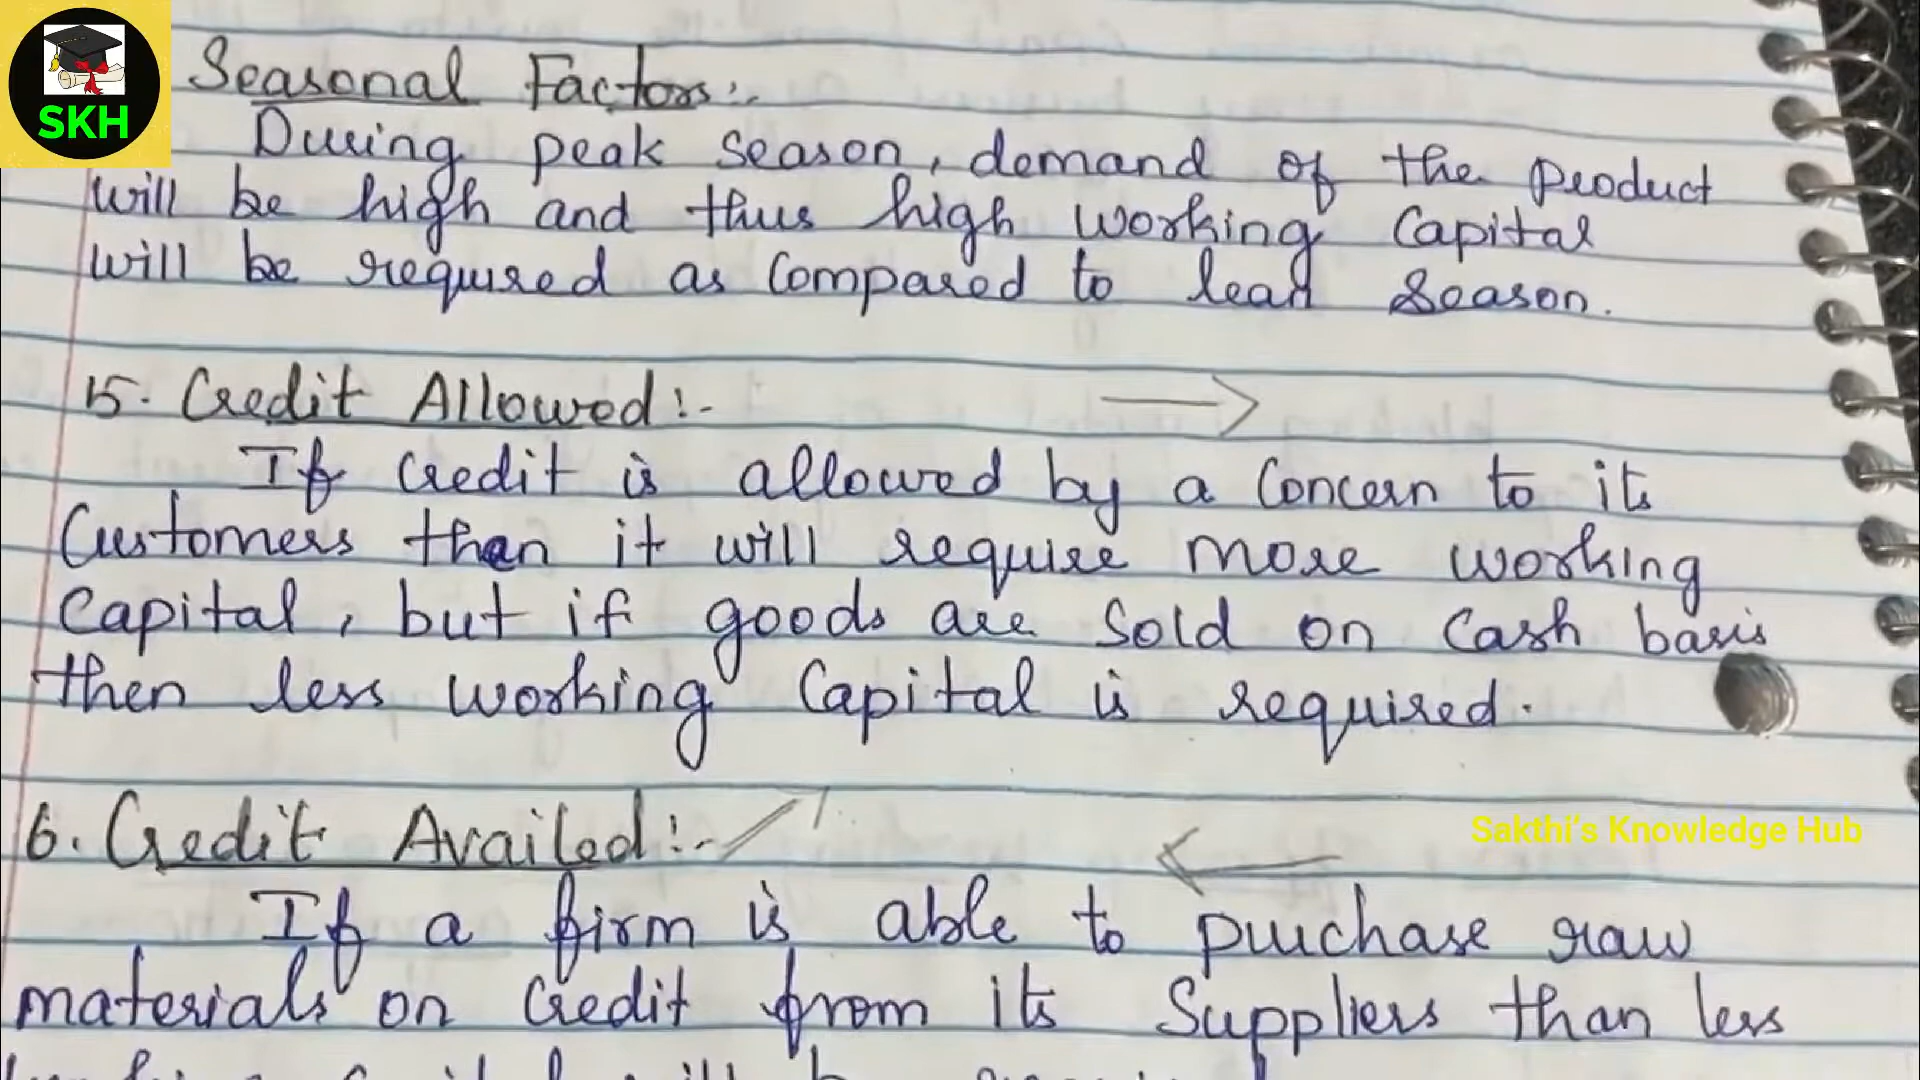 SKH
Seasonal Factors:-
During peak season, demand of the product
will be high and thus high working Capital
will be required as Compared to lean Season.
5. Credit Allowed:-
If Credit is allowed by a Concern to its
Customers then it will require more working
Capital, but if goods are Sold on Cash basis
then less working Capital is required.
6. Credit Availed:-
Sakthi's Knowledge Hub
If a firm is able to purchase raw
materials on Credit from its Suppliers than less